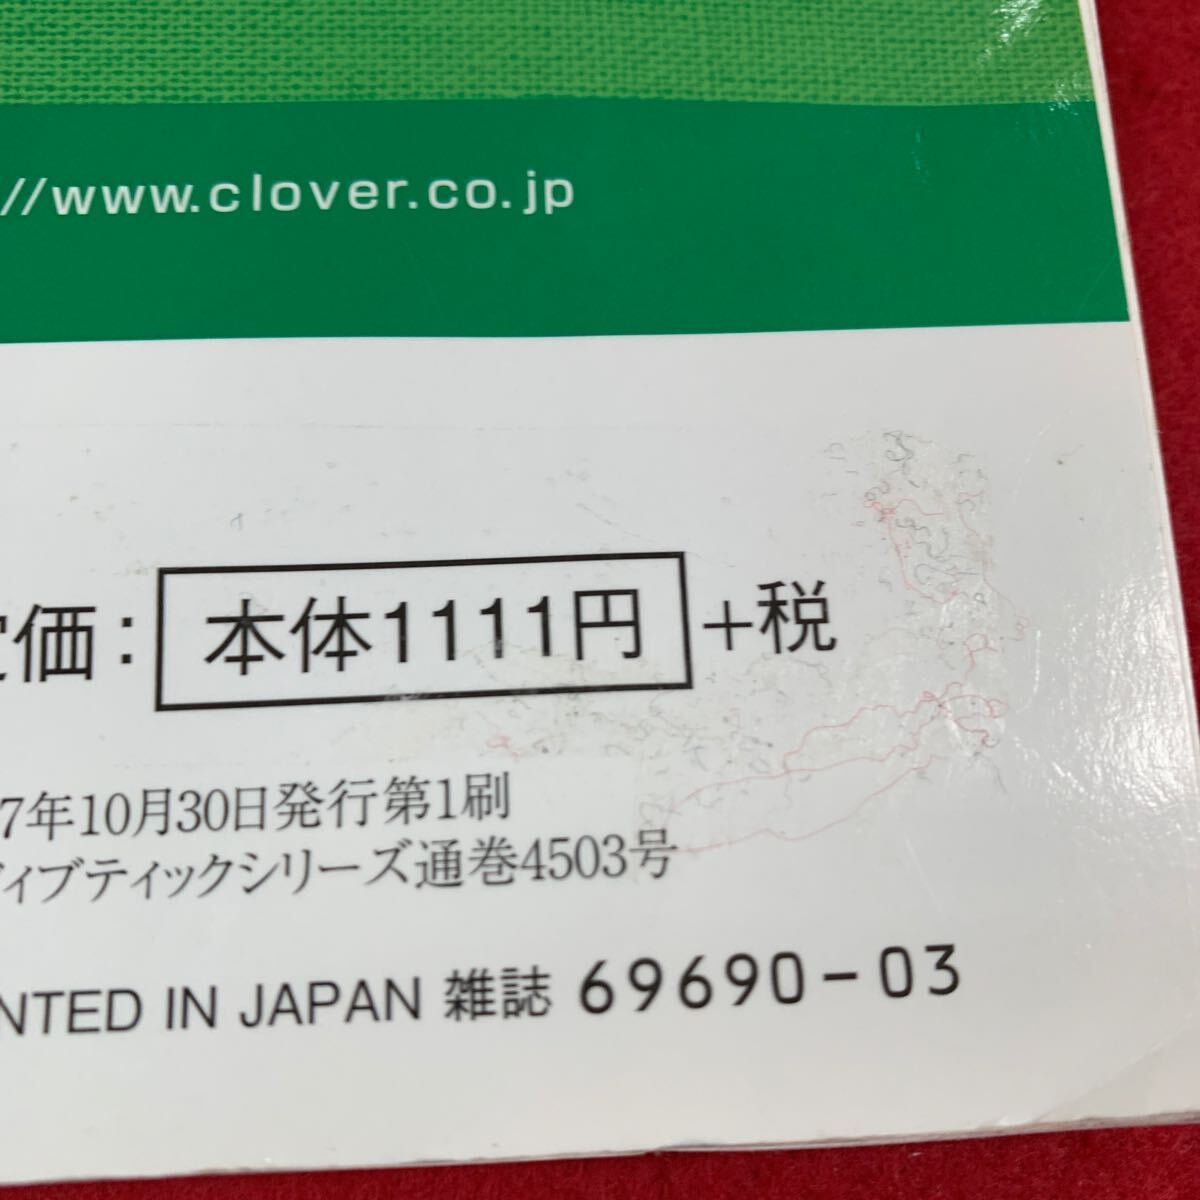 //www.clover.co.jp
価: 本体1111円 +税
7年10月30日発行第1刷
ディブティックシリーズ通巻4503号
NTED IN JAPAN 雑誌 69690-03